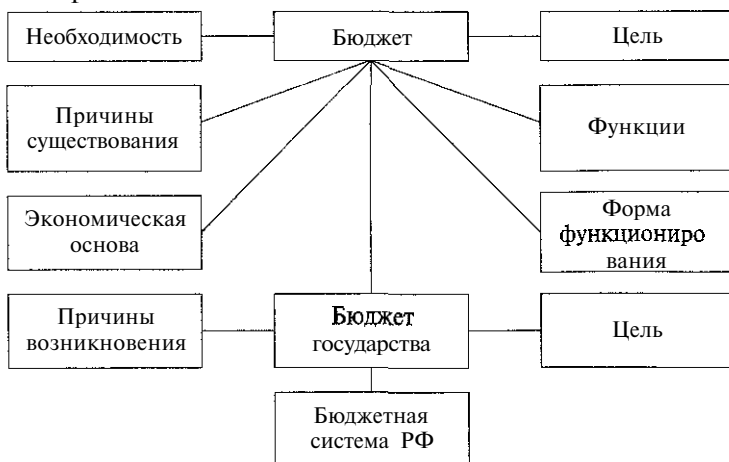 Необходимость
Бюджет
Цель
Причины
существования
Функции
Экономическая
основа
Форма
функциониро
вания
Причины
возникновения
Бюджет
государства
Цель
Бюджетная
система РФ